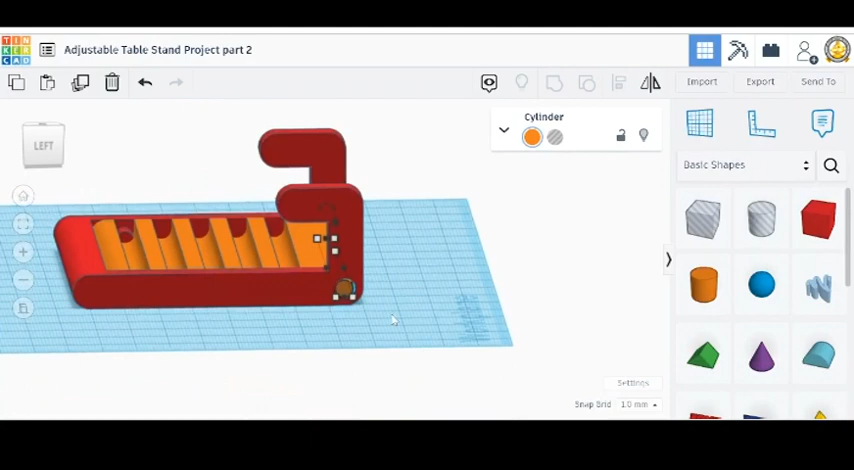 TIN
KER
CAD
Adjustable Table Stand Project part 2
Import
Export
Send To
LEFT
Cylinder
Basic Shapes
Settings
Snap Grid 1.0 mm